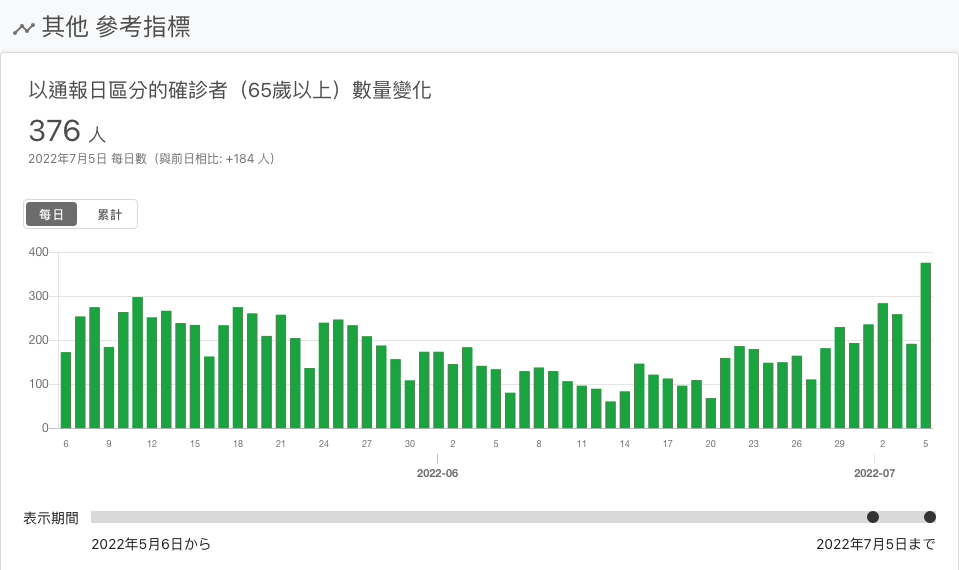 其他 參考指標
以通報日區分的確診者（65歲以上）數量變化
376 人
2022年7月5日 每日數（與前日相比: +184 人）
每日 累計
400
300
200
100
0
6 9 12 15 18 21 24 27 30 2 5 8 11 14 17 20 23 26 29 2 5
2022-06 2022-07
表示期間
2022年5月6日から 2022年7月5日まで